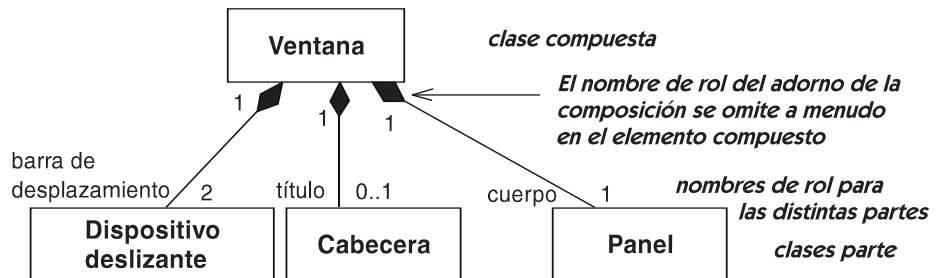 Ventana
clase compuesta
1
1
1
El nombre de rol del adorno de la
composición se omite a menudo
en el elemento compuesto
barra de
desplazamiento
2
título
0..1
cuerpo
1
nombres de rol para
las distintas partes
Dispositivo
deslizante
Cabecera
Panel
clases parte